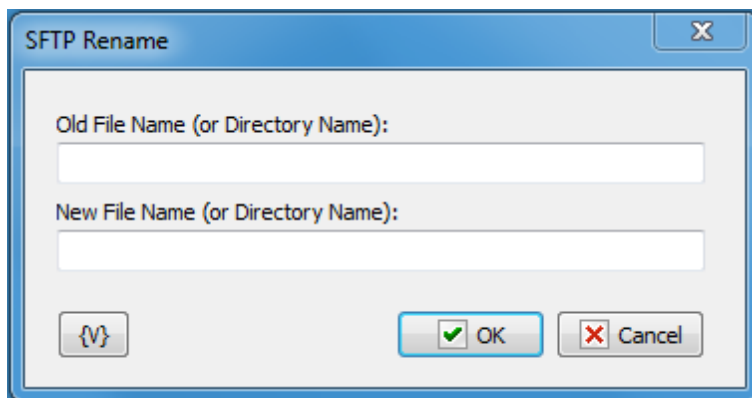 SFTP Rename
Old File Name (or Directory Name):
New File Name (or Directory Name):
{V} OK Cancel